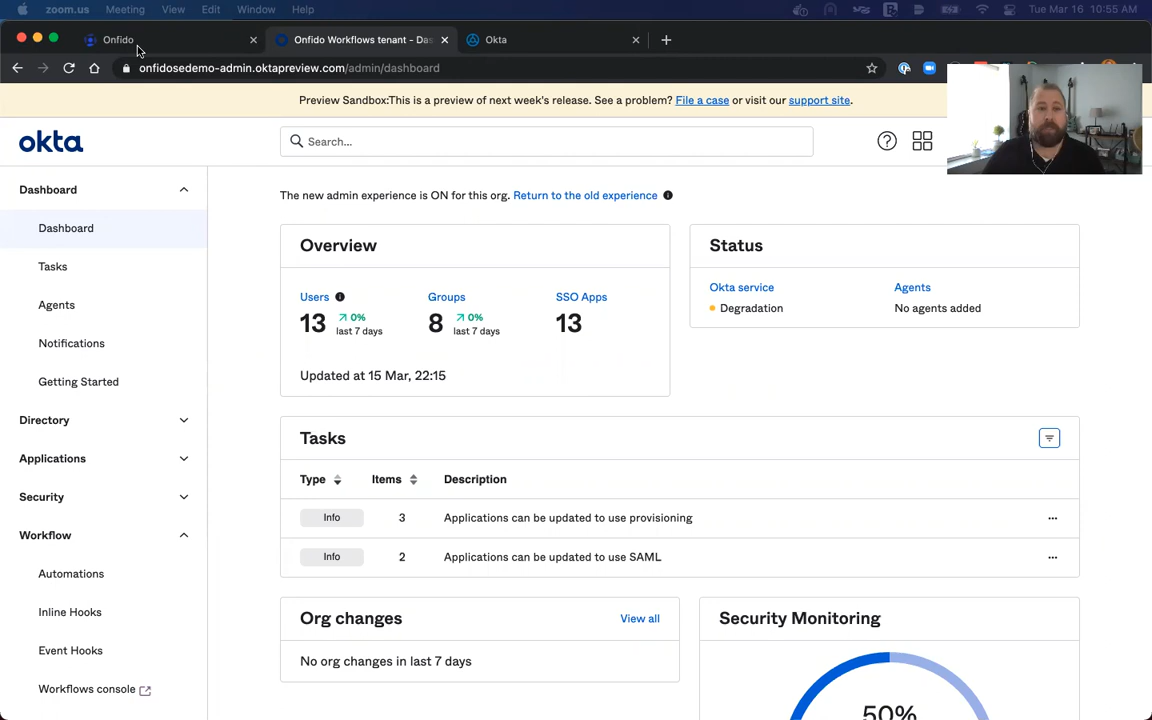 zoom.us Meeting View Edit Window Help Tue Mar 16 10:55 AM
Onfido Onfido Workflows tenant - Das Okta
onfidosedemo-admin.oktapreview.com/admin/dashboard
Preview Sandbox:This is a preview of next week's release. See a problem? File a case or visit our support site.
okta
Search...
Dashboard
Dashboard
Tasks
Agents
Notifications
Getting Started
Directory
Applications
Security
Workflow
Automations
Inline Hooks
Event Hooks
Workflows console
The new admin experience is ON for this org. Return to the old experience
Overview
Users Groups SSO Apps
13 0% last 7 days
8 0% last 7 days
13
Updated at 15 Mar, 22:15
Status
Okta service Agents
Degradation No agents added
Tasks
Type Items Description
Info 3 Applications can be updated to use provisioning ...
Info 2 Applications can be updated to use SAML ...
Org changes View all
No org changes in last 7 days
Security Monitoring
50%